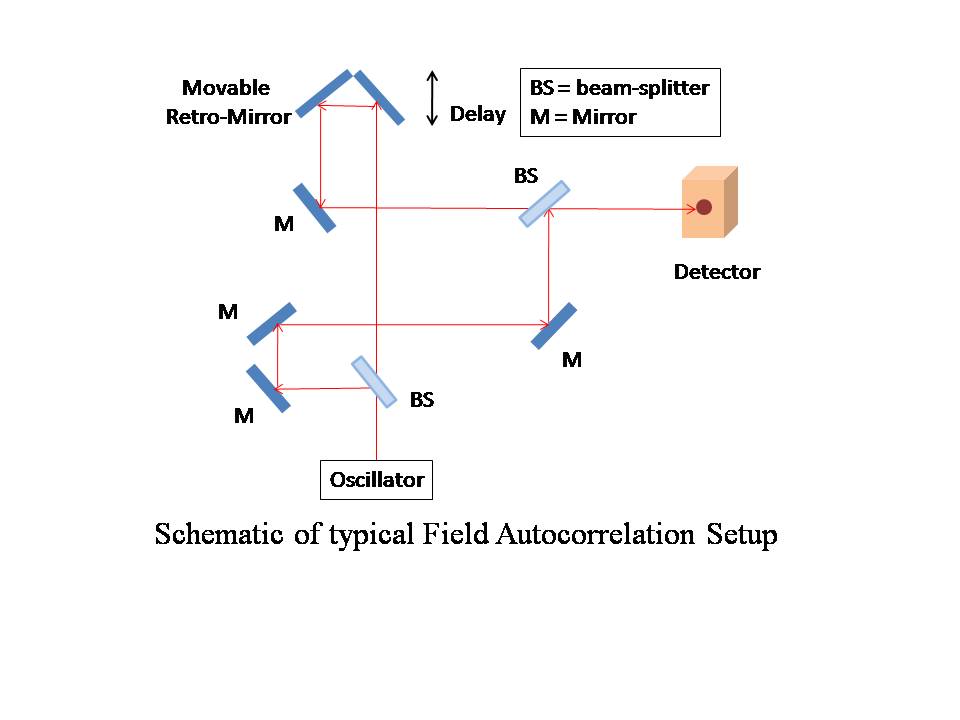 Movable
Retro-Mirror
Delay
BS = beam-splitter
M = Mirror
BS
M
Detector
M
M
M
BS
Oscillator
Schematic of typical Field Autocorrelation Setup